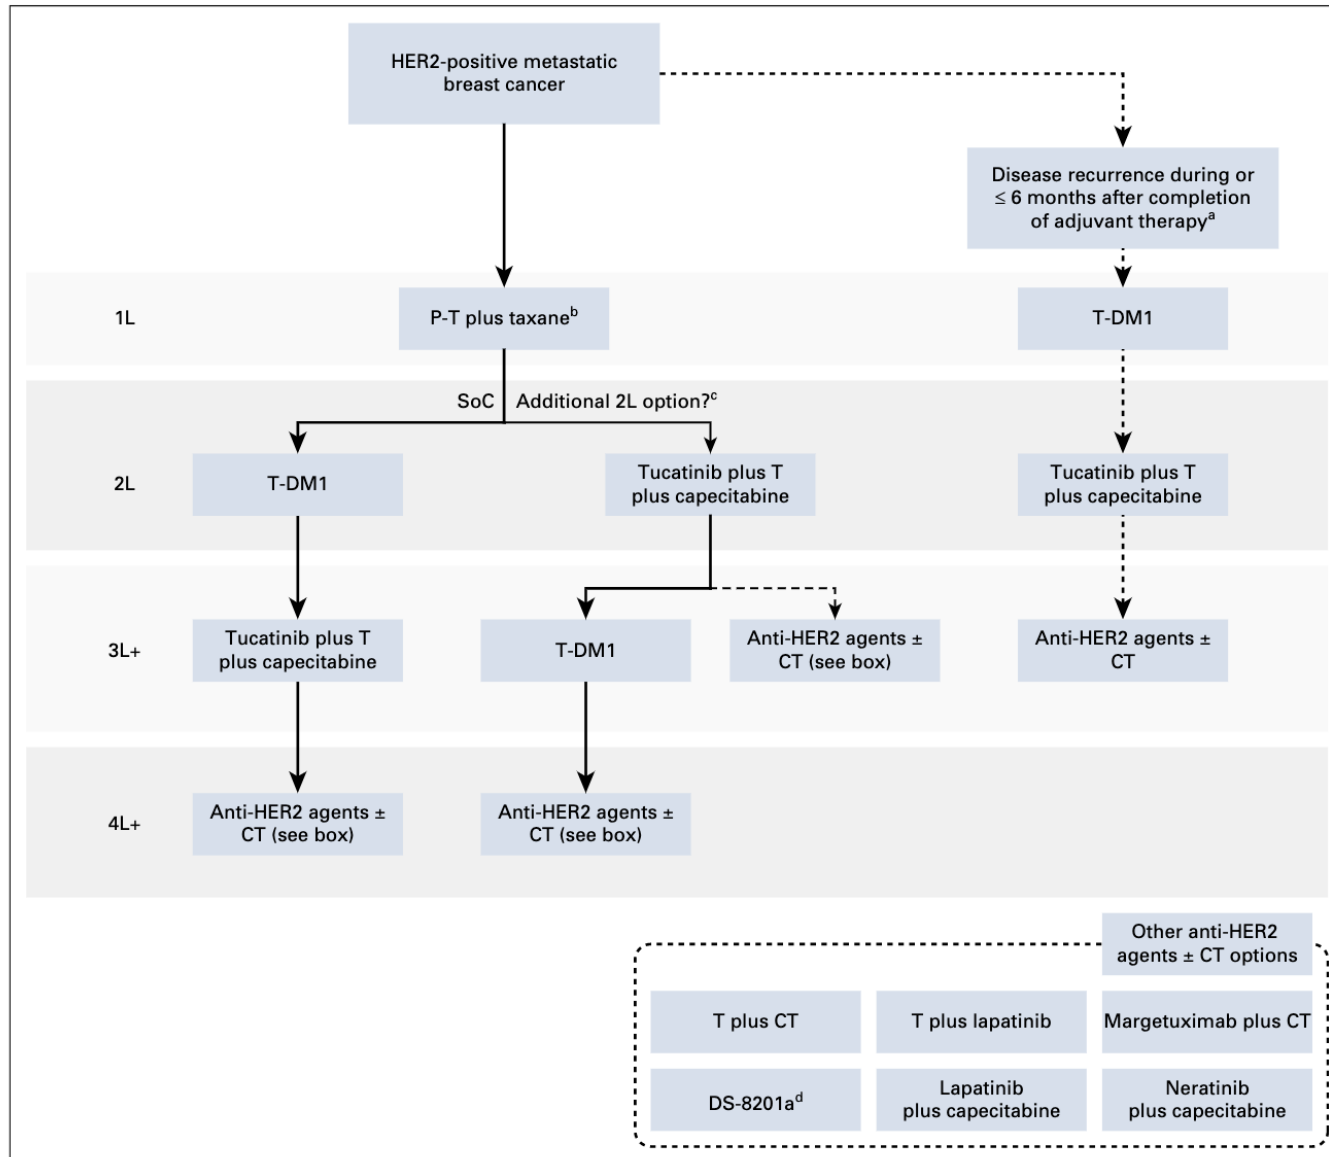 HER2-positive metastatic
breast cancer
Disease recurrence during or
≤ 6 months after completion
of adjuvant therapyᵃ
1L
P-T plus taxaneᵇ
T-DM1
SoC
Additional 2L option?ᶜ
2L
T-DM1
Tucatinib plus T
plus capecitabine
Tucatinib plus T
plus capecitabine
3L+
Tucatinib plus T
plus capecitabine
T-DM1
Anti-HER2 agents ±
CT (see box)
Anti-HER2 agents ±
CT
4L+
Anti-HER2 agents ±
CT (see box)
Anti-HER2 agents ±
CT (see box)
Other anti-HER2
agents ± CT options
T plus CT
T plus lapatinib
Margetuximab plus CT
DS-8201aᵈ
Lapatinib
plus capecitabine
Neratinib
plus capecitabine